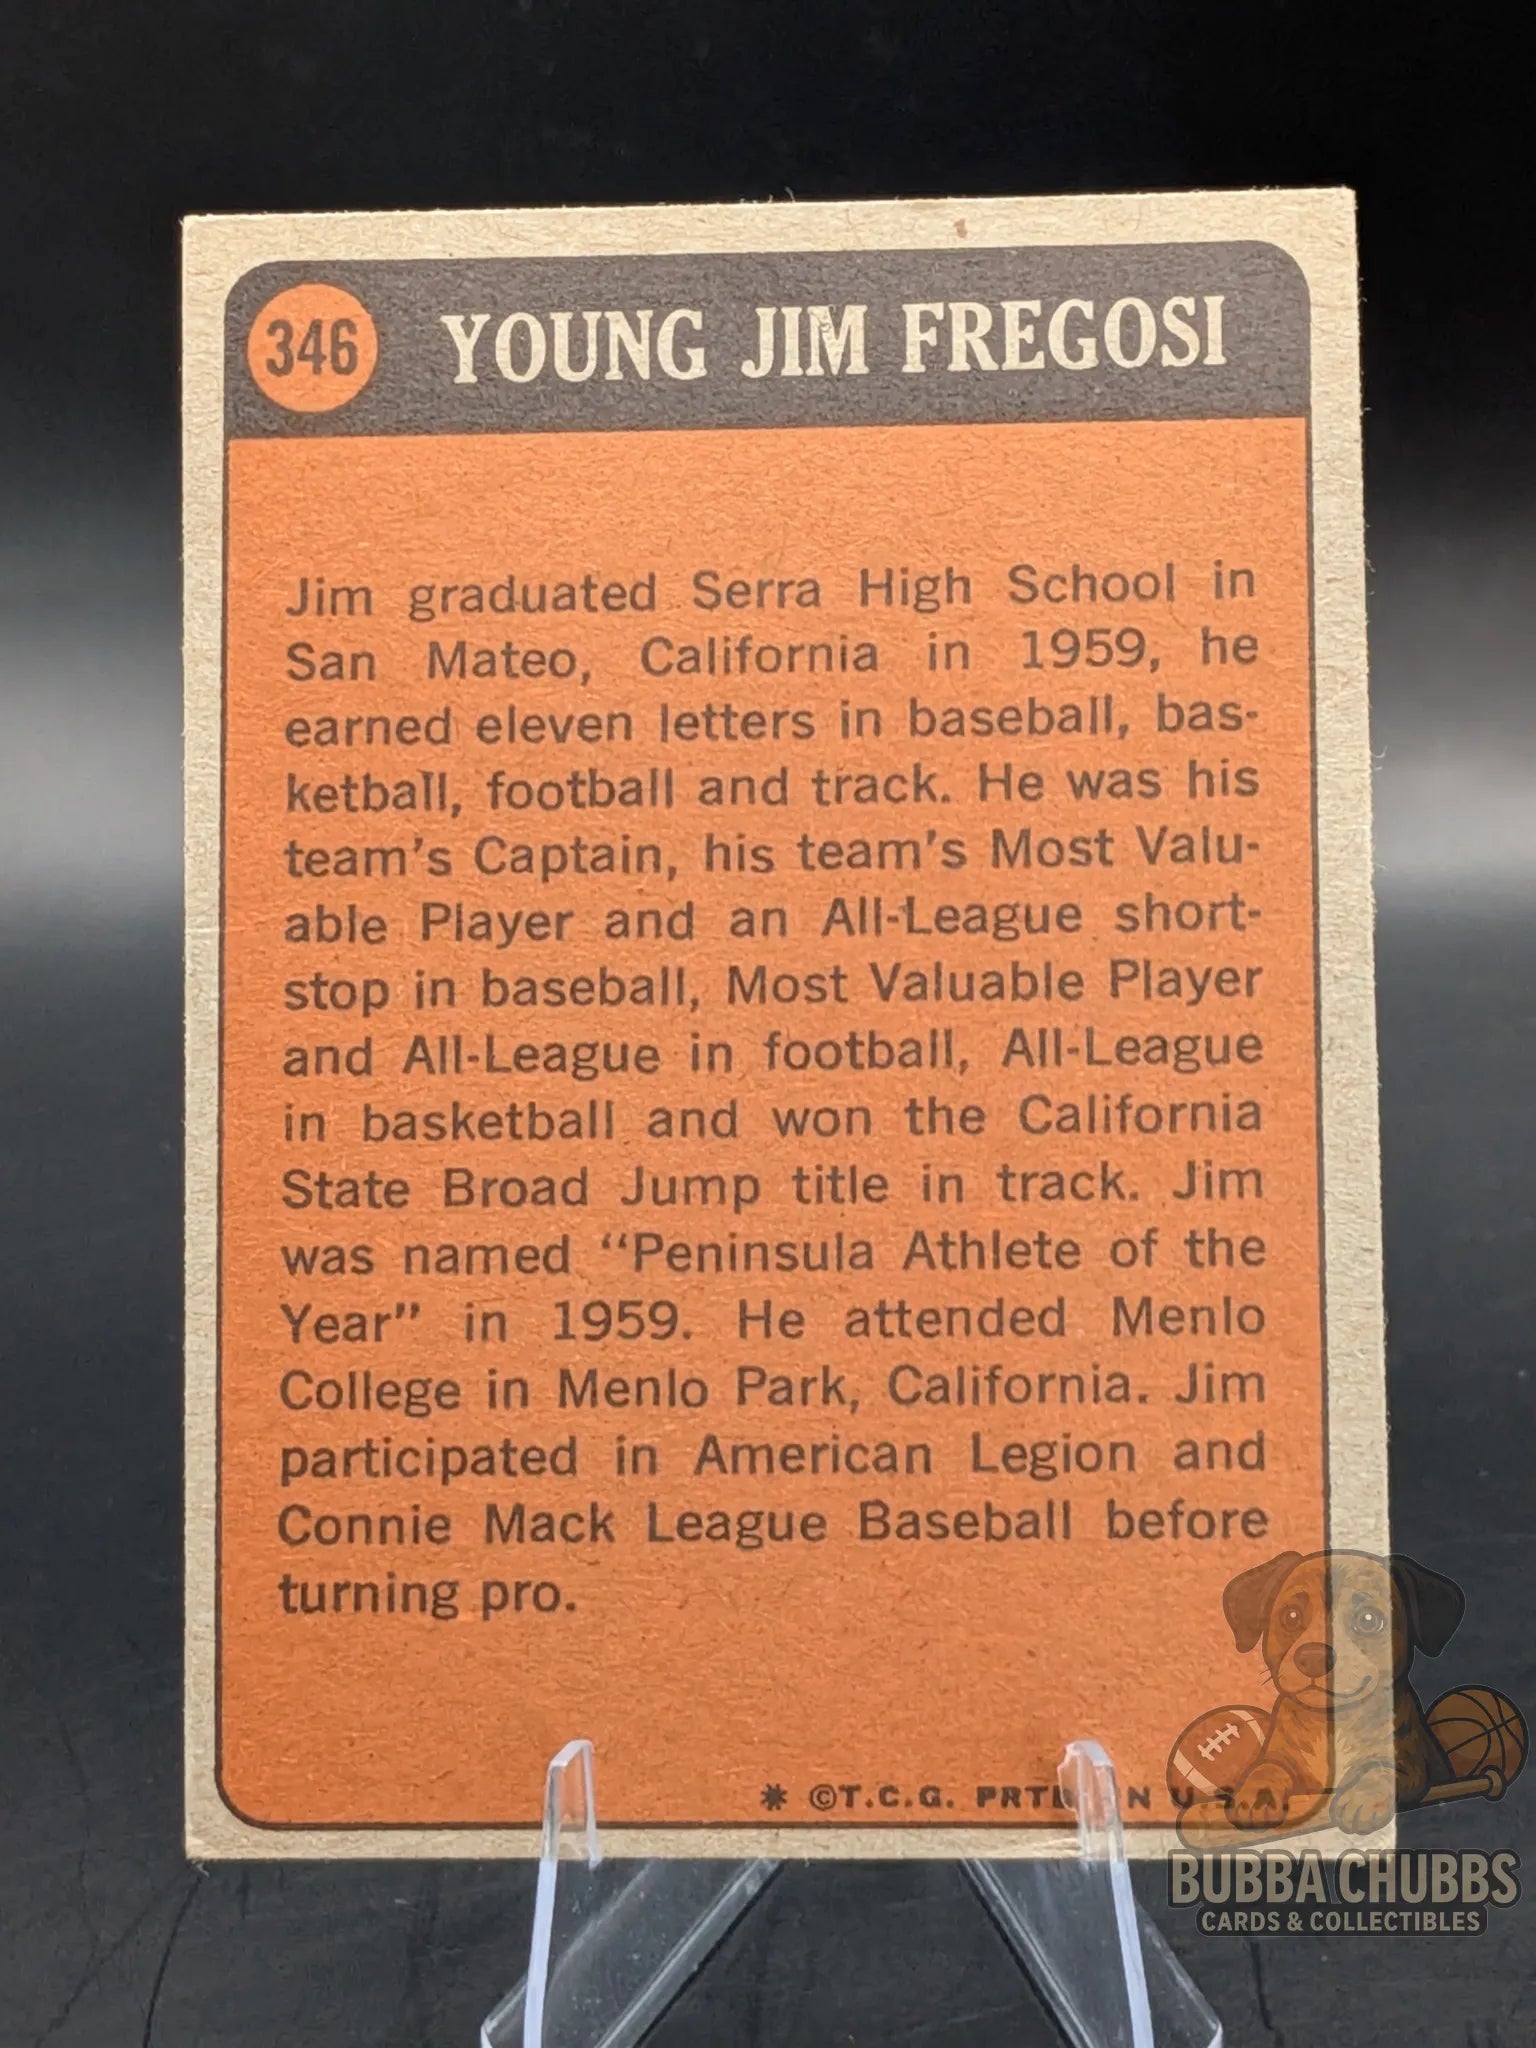 346 YOUNG JIM FREGOSI
Jim graduated Serra High School in
San Mateo, California in 1959, he
earned eleven letters in baseball, bas-
ketball, football and track. He was his
team's Captain, his team's Most Valu-
able Player and an All-League short-
stop in baseball, Most Valuable Player
and All-League in football, All-League
in basketball and won the California
State Broad Jump title in track. Jim
was named “Peninsula Athlete of the
Year” in 1959. He attended Menlo
College in Menlo Park, California. Jim
participated in American Legion and
Connie Mack League Baseball before
turning pro.
* ©T.C.G. PRTD IN U.S.A.
BUBBA CHUBBS
CARDS & COLLECTIBLES